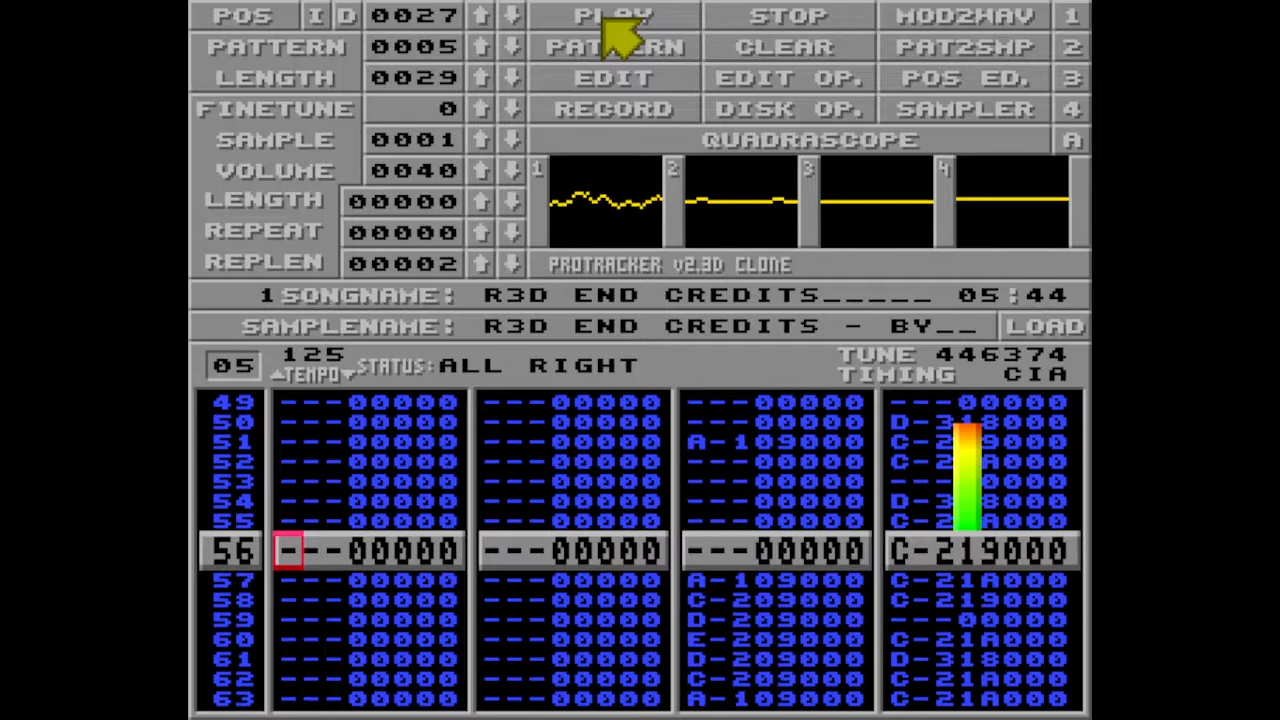 POS I D 0027 PLAY STOP MOD2WAV 1
PATTERN 0005 PATTERN CLEAR PAT2SMP 2
LENGTH 0029 EDIT EDIT OP. POS ED. 3
FINETUNE 0 RECORD DISK OP. SAMPLER 4
SAMPLE 0001 QUADRASCOPE A
VOLUME 0040 1 2 3 4
LENGTH 00000
REPEAT 00000
REPLEN 00002 PROTRACKER V2.3D CLONE
1 SONGNAME: R3D END CREDITS_____ 05:44
SAMPLENAME: R3D END CREDITS - BY__ LOAD
05 125 TEMPO STATUS: ALL RIGHT TUNE 446374
TIMING CIA
49 ---00000 ---00000 ---00000 ---00000
50 ---00000 ---00000 ---00000 D-318000
51 ---00000 ---00000 A-109000
52 ---00000 ---00000 ---00000
53 ---00000 ---00000 ---00000
54 ---00000 ---00000 ---00000
55 ---00000 ---00000 ---00000
56 ---00000 ---00000 ---00000 C-219000
57 ---00000 ---00000 A-109000 C-21A000
58 ---00000 ---00000 C-209000 C-219000
59 ---00000 ---00000 D-209000 ---00000
60 ---00000 ---00000 E-209000 C-21A000
61 ---00000 ---00000 D-209000 D-318000
62 ---00000 ---00000 C-209000 C-21A000
63 ---00000 ---00000 A-109000 C-21A000